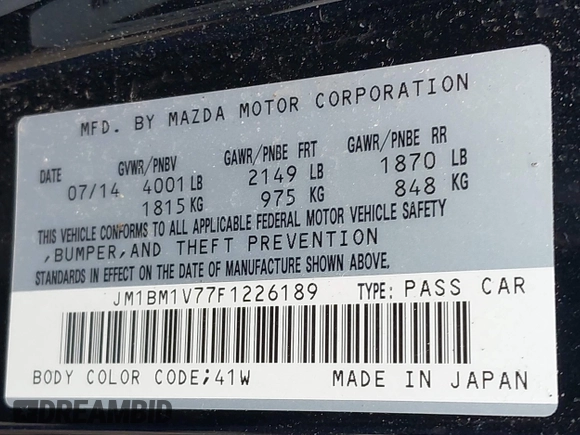 MFD. BY MAZDA MOTOR CORPORATION
DATE GVWR/PNBV GAWR/PNBE FRT GAWR/PNBE RR
07/14 4001 LB 2149 LB 1870 LB
1815 KG 975 KG 848 KG
THIS VEHICLE CONFORMS TO ALL APPLICABLE FEDERAL MOTOR VEHICLE SAFETY
,BUMPER,AND THEFT PREVENTION
STANDARDS IN EFFECT ON THE DATE OF MANUFACTURE SHOWN ABOVE.
JM1BM1V77F1226189 TYPE: PASS CAR
BODY COLOR CODE;41W MADE IN JAPAN
DREAMBID